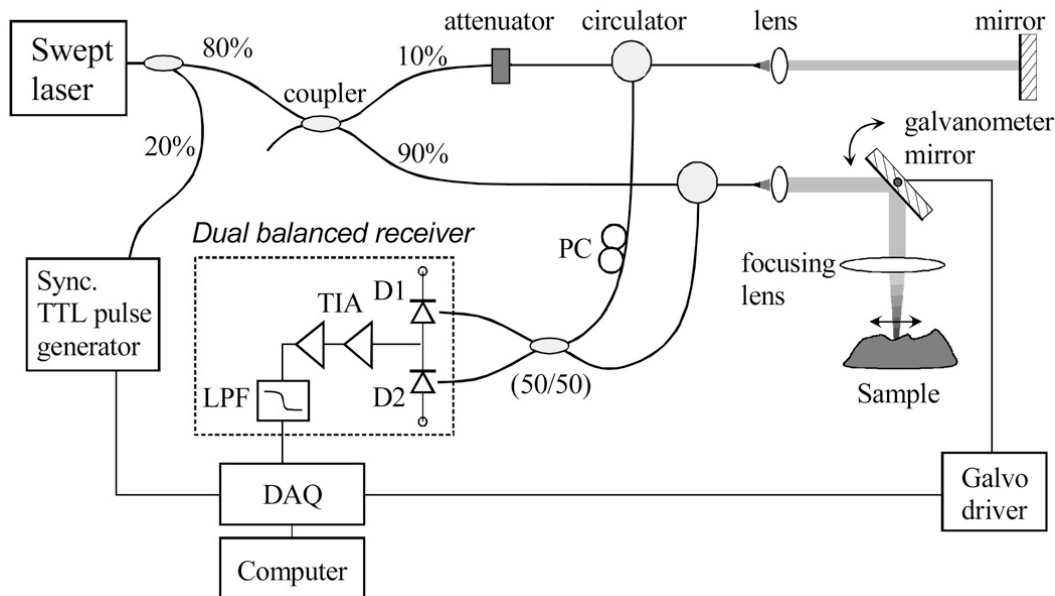 attenuator
circulator
lens
mirror
Swept
laser
80%
10%
coupler
20%
90%
galvanometer
mirror
Dual balanced receiver
PC
focusing
lens
Sync.
TTL pulse
generator
TIA
D1
D2
LPF
(50/50)
Sample
DAQ
Galvo
driver
Computer